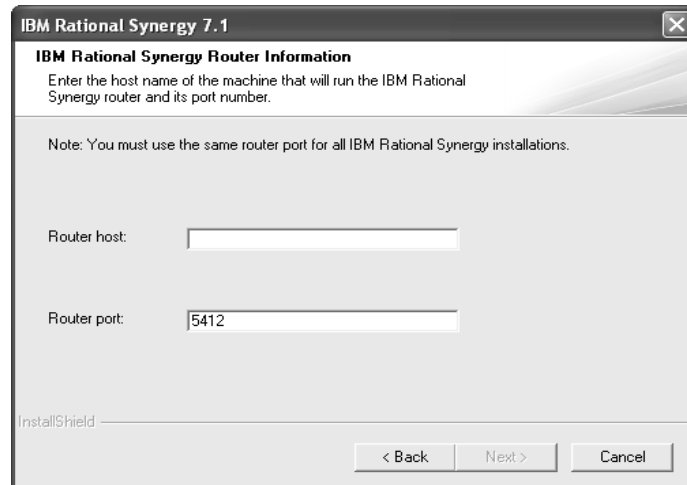 IBM Rational Synergy 7.1
IBM Rational Synergy Router Information
Enter the host name of the machine that will run the IBM Rational
Synergy router and its port number.
Note: You must use the same router port for all IBM Rational Synergy installations.
Router host:
Router port: 5412
InstallShield
< Back Next > Cancel